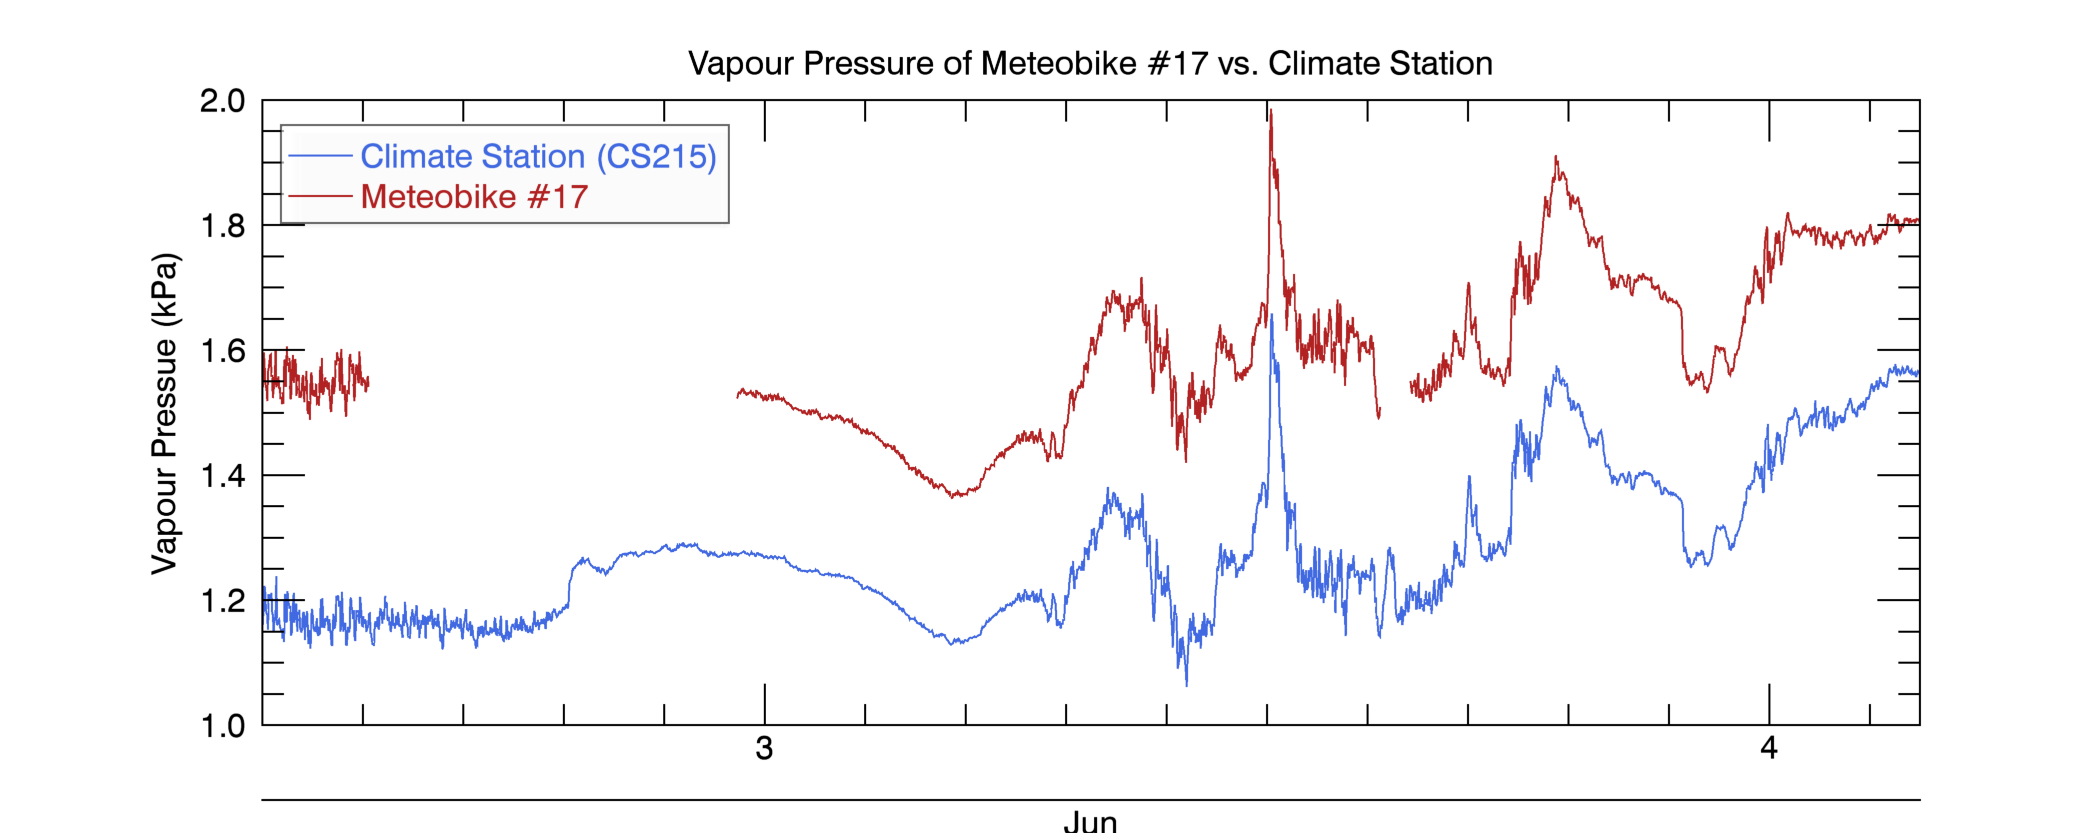 Vapour Pressure of Meteobike #17 vs. Climate Station
Vapour Pressue (kPa)
2.0
1.8
1.6
1.4
1.2
1.0
Climate Station (CS215)
Meteobike #17
3
4
Jun